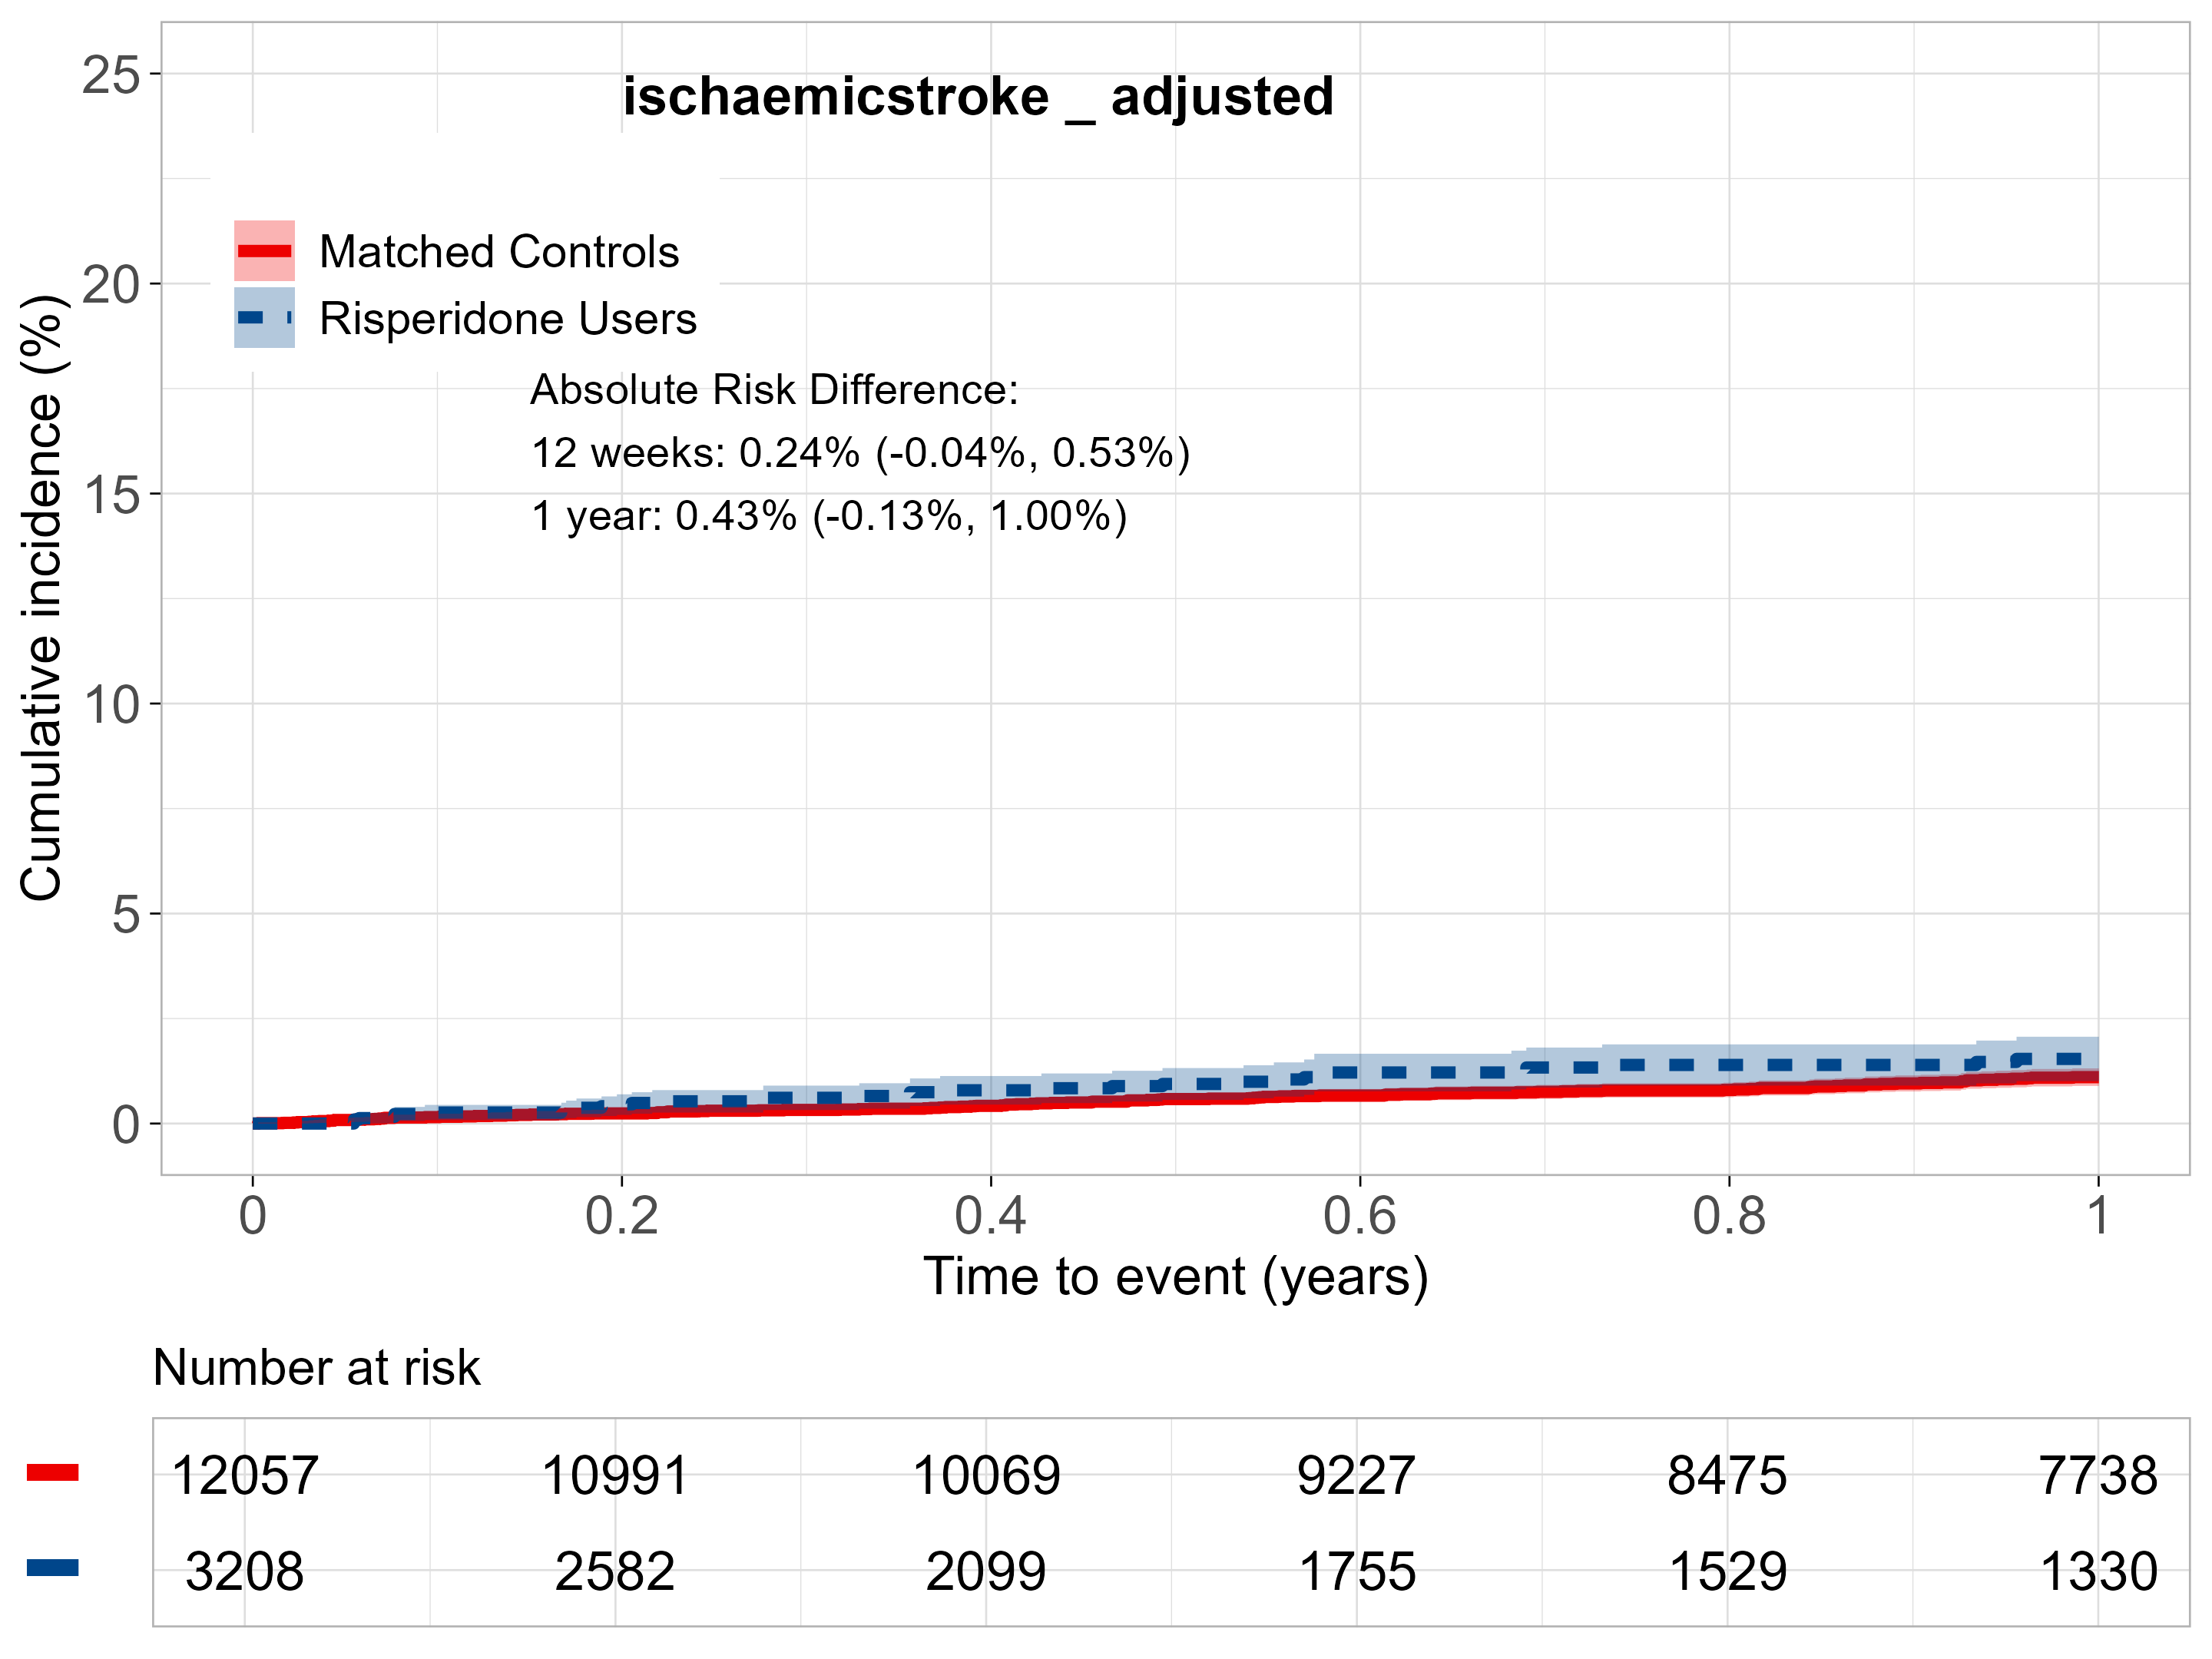 ischaemicstroke _ adjusted
Matched Controls
Risperidone Users
Absolute Risk Difference:
12 weeks: 0.24% (-0.04%, 0.53%)
1 year: 0.43% (-0.13%, 1.00%)
Cumulative incidence (%)
25
20
15
10
5
0
0 0.2 0.4 0.6 0.8 1
Time to event (years)
Number at risk
12057 10991 10069 9227 8475 7738
3208 2582 2099 1755 1529 1330